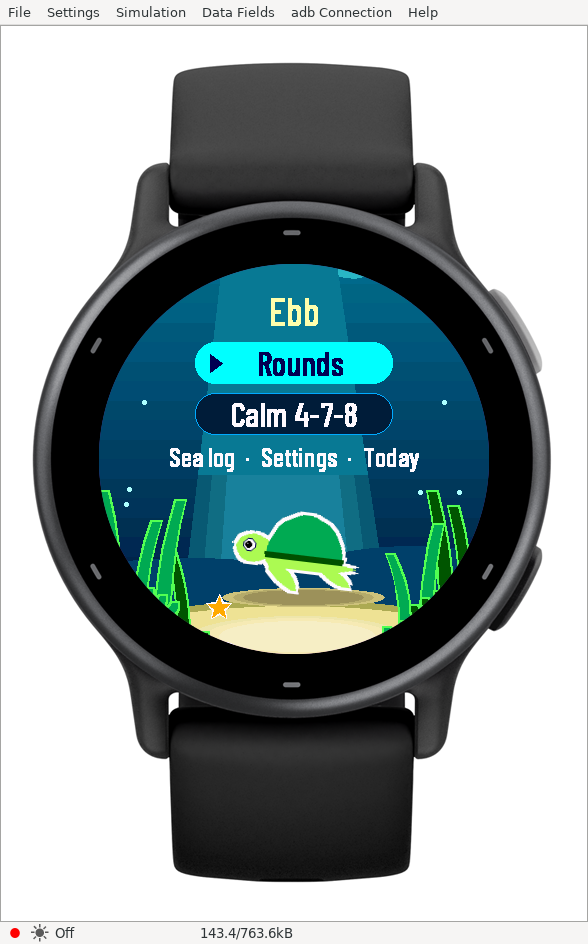 File Settings Simulation Data Fields adb Connection Help
Ebb
Rounds
Calm 4-7-8
Sea log · Settings · Today
Off 143.4/763.6kB